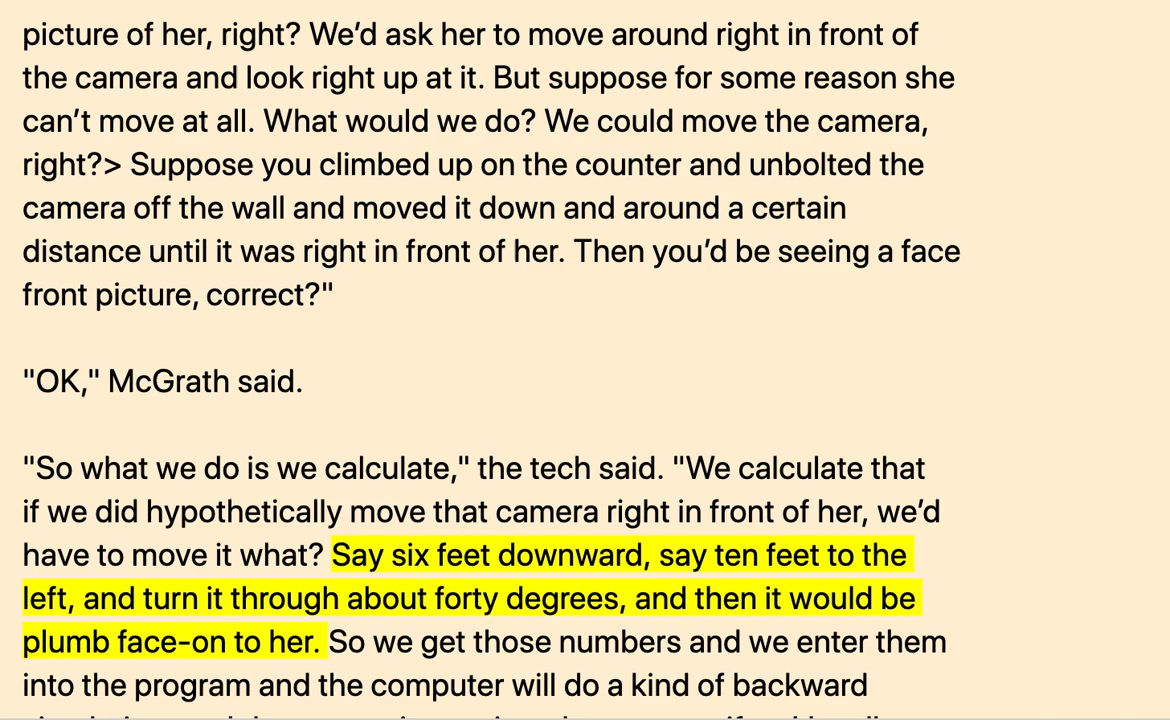 picture of her, right? We’d ask her to move around right in front of
the camera and look right up at it. But suppose for some reason she
can’t move at all. What would we do? We could move the camera,
right?> Suppose you climbed up on the counter and unbolted the
camera off the wall and moved it down and around a certain
distance until it was right in front of her. Then you’d be seeing a face
front picture, correct?"
"OK," McGrath said.
"So what we do is we calculate," the tech said. "We calculate that
if we did hypothetically move that camera right in front of her, we’d
have to move it what? Say six feet downward, say ten feet to the
left, and turn it through about forty degrees, and then it would be
plumb face-on to her. So we get those numbers and we enter them
into the program and the computer will do a kind of backward